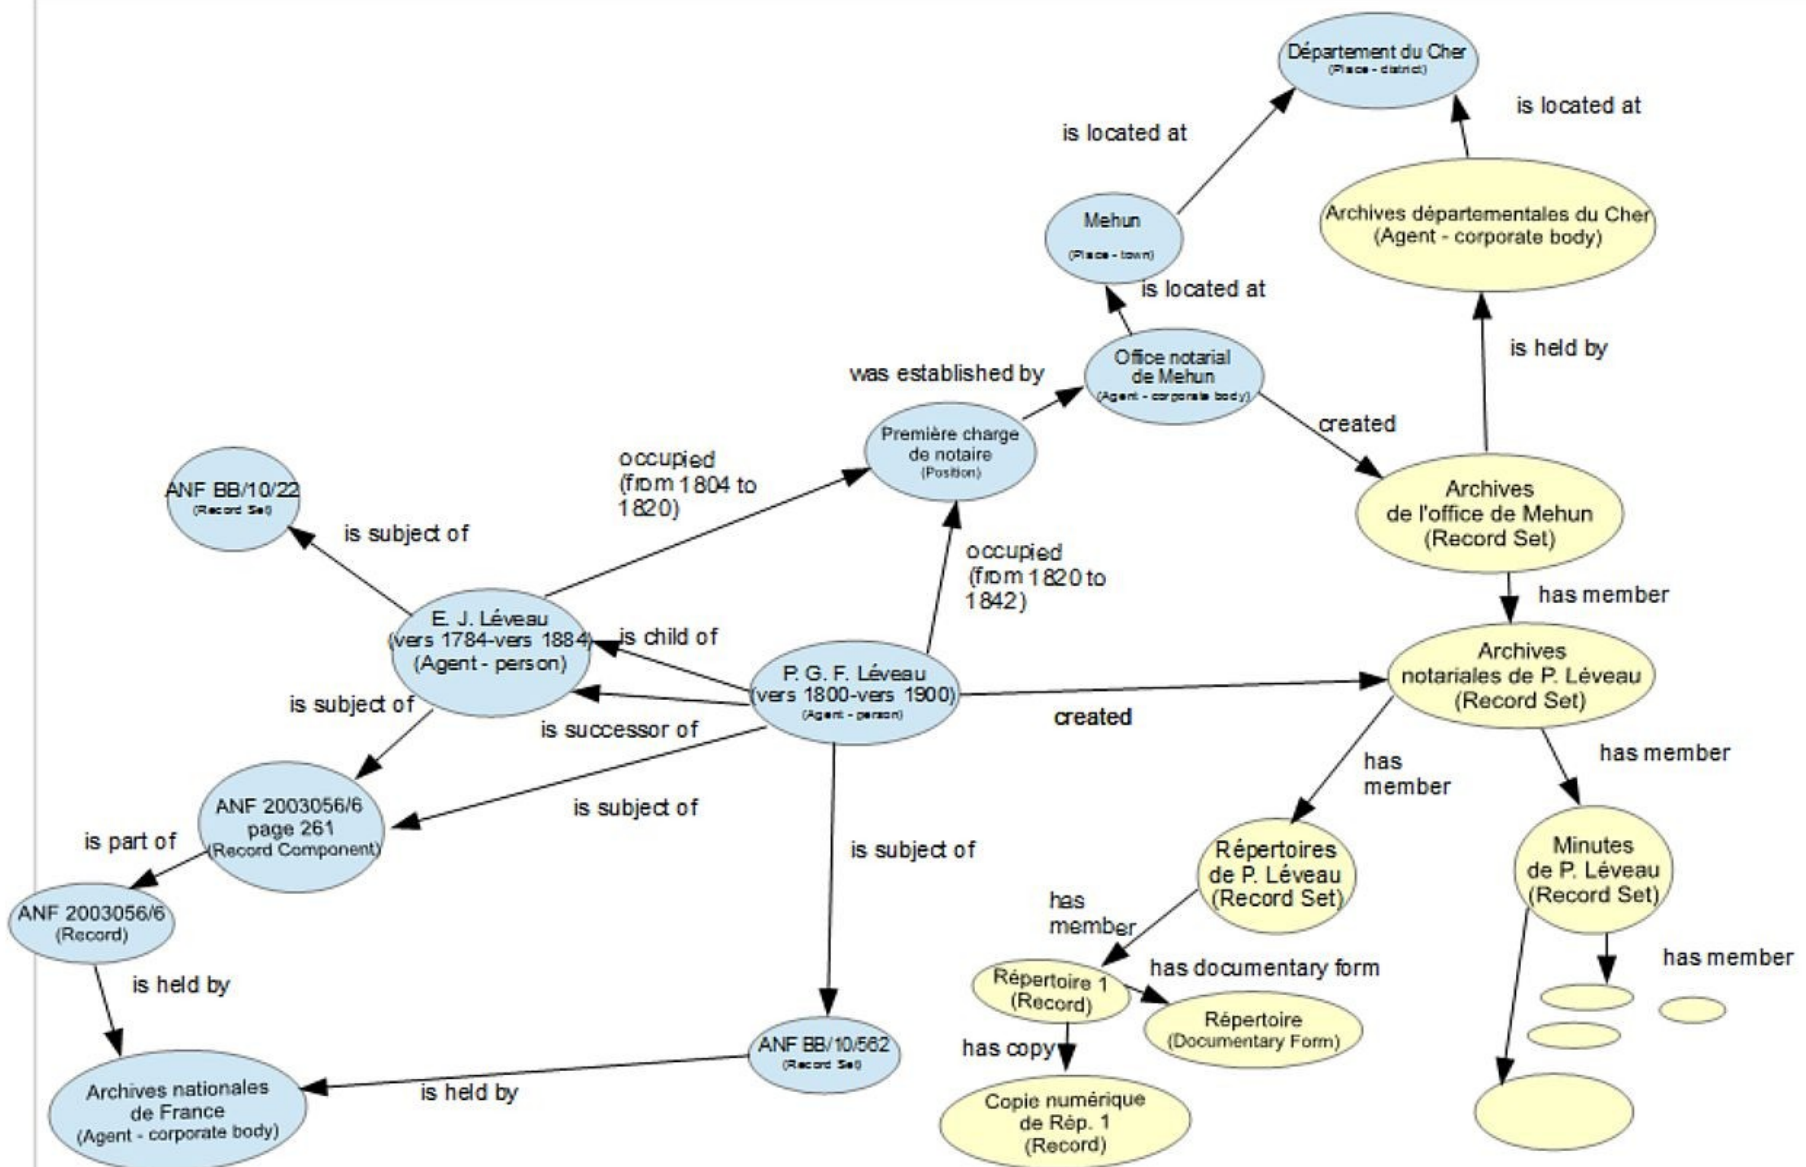 Département du Cher
(Place - district)
is located at
is located at
Archives départementales du Cher
(Agent - corporate body)
Mehun
(Place - town)
is located at
is held by
Office notarial
de Mehun
(Agent - corporate body)
was established by
created
Première charge
de notaire
(Position)
occupied
(from 1804 to
1820)
Archives
de l'office de Mehun
(Record Set)
ANF BB/10/22
(Record Set)
is subject of
occupied
(from 1820 to
1842)
has member
E. J. Léveau
(vers 1784-vers 1884)
(Agent - person)
is child of
P. G. F. Léveau
(vers 1800-vers 1900)
(Agent - person)
Archives
notariales de P. Léveau
(Record Set)
is subject of
is successor of
created
has
member
has member
ANF 2003056/6
page 261
(Record Component)
is subject of
is part of
is subject of
Répertoires
de P. Léveau
(Record Set)
Minutes
de P. Léveau
(Record Set)
ANF 2003056/6
(Record)
has
member
has member
is held by
Répertoire 1
(Record)
has documentary form
Répertoire
(Documentary Form)
has copy
ANF BB/10/562
(Record Set)
is held by
Archives nationales
de France
(Agent - corporate body)
Copie numérique
de Rép. 1
(Record)